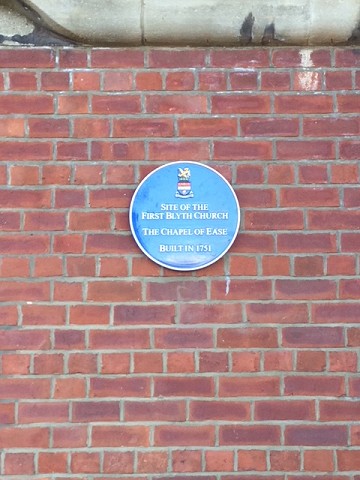 SITE OF THE
FIRST BLYTH CHURCH
THE CHAPEL OF EASE
BUILT IN 1751